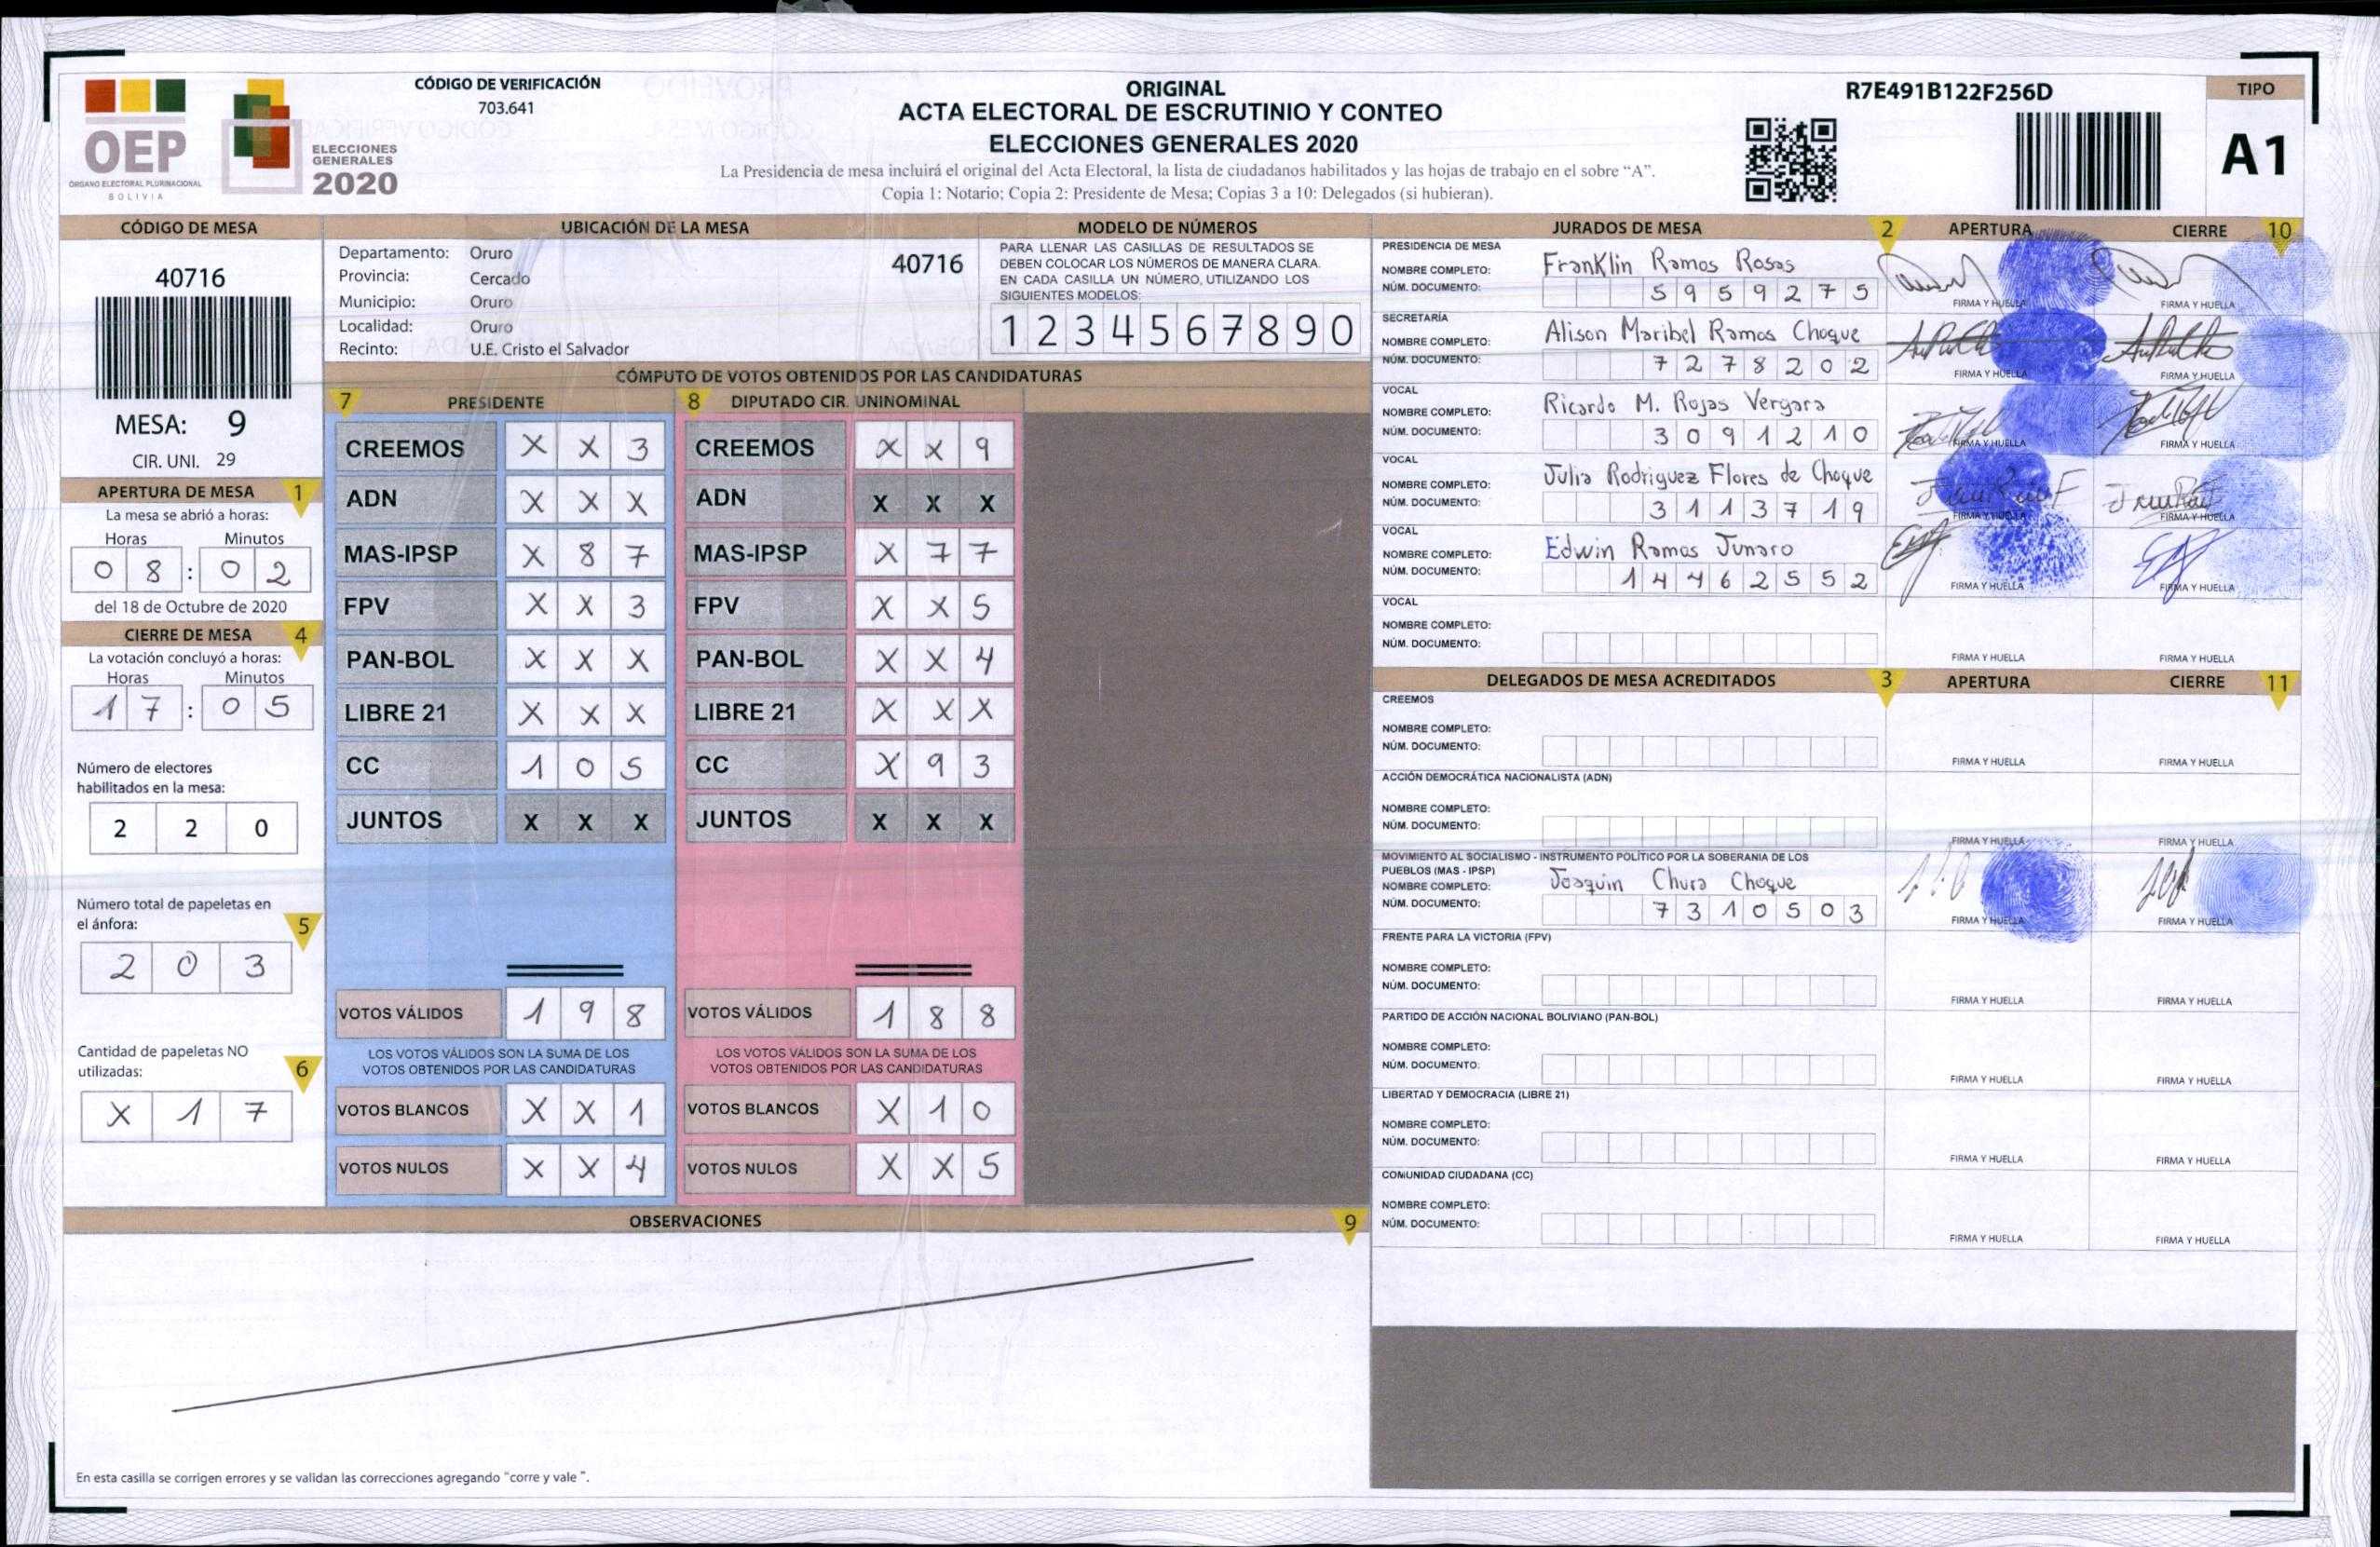 CÓDIGO DE VERIFICACIÓN
703.641
OEP
ÓRGANO ELECTORAL PLURINACIONAL
BOLIVIA
ELECCIONES
GENERALES
2020
ORIGINAL
ACTA ELECTORAL DE ESCRUTINIO Y CONTEO
ELECCIONES GENERALES 2020
La Presidencia de mesa incluirá el original del Acta Electoral, la lista de ciudadanos habilitados y las hojas de trabajo en el sobre “A”.
Copia 1: Notario; Copia 2: Presidente de Mesa; Copias 3 a 10: Delegados (si hubieran).
R7E491B122F256D
TIPO
A1
CÓDIGO DE MESA
40716
MESA: 9
CIR. UNI. 29
APERTURA DE MESA 1
La mesa se abrió a horas:
Horas Minutos
0 8 : 0 2
del 18 de Octubre de 2020
CIERRE DE MESA 4
La votación concluyó a horas:
Horas Minutos
1 7 : 0 5
Número de electores
habilitados en la mesa:
2 2 0
Número total de papeletas en
el ánfora: 5
2 0 3
Cantidad de papeletas NO
utilizadas: 6
X 1 7
UBICACIÓN DE LA MESA
Departamento: Oruro
Provincia: Cercado
Municipio: Oruro
Localidad: Oruro
Recinto: U.E. Cristo el Salvador
40716
MODELO DE NÚMEROS
PARA LLENAR LAS CASILLAS DE RESULTADOS SE
DEBEN COLOCAR LOS NÚMEROS DE MANERA CLARA.
EN CADA CASILLA UN NÚMERO, UTILIZANDO LOS
SIGUIENTES MODELOS:
1 2 3 4 5 6 7 8 9 0
CÓMPUTO DE VOTOS OBTENIDOS POR LAS CANDIDATURAS
7 PRESIDENTE
CREEMOS X X 3
ADN X X X
MAS-IPSP X 8 7
FPV X X 3
PAN-BOL X X X
LIBRE 21 X X X
CC 1 0 5
JUNTOS X X X
VOTOS VÁLIDOS 1 9 8
LOS VOTOS VÁLIDOS SON LA SUMA DE LOS
VOTOS OBTENIDOS POR LAS CANDIDATURAS
VOTOS BLANCOS X X 1
VOTOS NULOS X X 4
8 DIPUTADO CIR. UNINOMINAL
CREEMOS X X 9
ADN X X X
MAS-IPSP X 7 7
FPV X X 5
PAN-BOL X X 4
LIBRE 21 X X X
CC X 9 3
JUNTOS X X X
VOTOS VÁLIDOS 1 8 8
LOS VOTOS VÁLIDOS SON LA SUMA DE LOS
VOTOS OBTENIDOS POR LAS CANDIDATURAS
VOTOS BLANCOS X 1 0
VOTOS NULOS X X 5
OBSERVACIONES 9
En esta casilla se corrigen errores y se validan las correcciones agregando "corre y vale ".
JURADOS DE MESA 2 APERTURA CIERRE 10
PRESIDENCIA DE MESA
NOMBRE COMPLETO: Franklin Ramos Rosas
NÚM. DOCUMENTO: 5 9 5 9 2 7 5
FIRMA Y HUELLA FIRMA Y HUELLA
SECRETARÍA
NOMBRE COMPLETO: Alison Maribel Ramos Choque
NÚM. DOCUMENTO: 7 2 7 8 2 0 2
FIRMA Y HUELLA FIRMA Y HUELLA
VOCAL
NOMBRE COMPLETO: Ricardo M. Rojas Vergara
NÚM. DOCUMENTO: 3 0 9 1 2 1 0
FIRMA Y HUELLA FIRMA Y HUELLA
VOCAL
NOMBRE COMPLETO: Julia Rodriguez Flores de Choque
NÚM. DOCUMENTO: 3 1 1 3 7 1 9
FIRMA Y HUELLA FIRMA Y HUELLA
VOCAL
NOMBRE COMPLETO: Edwin Ramos Junaro
NÚM. DOCUMENTO: 1 4 4 6 2 5 5 2
FIRMA Y HUELLA FIRMA Y HUELLA
VOCAL
NOMBRE COMPLETO:
NÚM. DOCUMENTO:
FIRMA Y HUELLA FIRMA Y HUELLA
DELEGADOS DE MESA ACREDITADOS 3 APERTURA CIERRE 11
CREEMOS
NOMBRE COMPLETO:
NÚM. DOCUMENTO:
FIRMA Y HUELLA FIRMA Y HUELLA
ACCIÓN DEMOCRÁTICA NACIONALISTA (ADN)
NOMBRE COMPLETO:
NÚM. DOCUMENTO:
FIRMA Y HUELLA FIRMA Y HUELLA
MOVIMIENTO AL SOCIALISMO - INSTRUMENTO POLÍTICO POR LA SOBERANIA DE LOS
PUEBLOS (MAS - IPSP)
NOMBRE COMPLETO: Joaquin Chura Choque
NÚM. DOCUMENTO: 7 3 1 0 5 0 3
FIRMA Y HUELLA FIRMA Y HUELLA
FRENTE PARA LA VICTORIA (FPV)
NOMBRE COMPLETO:
NÚM. DOCUMENTO:
FIRMA Y HUELLA FIRMA Y HUELLA
PARTIDO DE ACCIÓN NACIONAL BOLIVIANO (PAN-BOL)
NOMBRE COMPLETO:
NÚM. DOCUMENTO:
FIRMA Y HUELLA FIRMA Y HUELLA
LIBERTAD Y DEMOCRACIA (LIBRE 21)
NOMBRE COMPLETO:
NÚM. DOCUMENTO:
FIRMA Y HUELLA FIRMA Y HUELLA
COMUNIDAD CIUDADANA (CC)
NOMBRE COMPLETO:
NÚM. DOCUMENTO:
FIRMA Y HUELLA FIRMA Y HUELLA